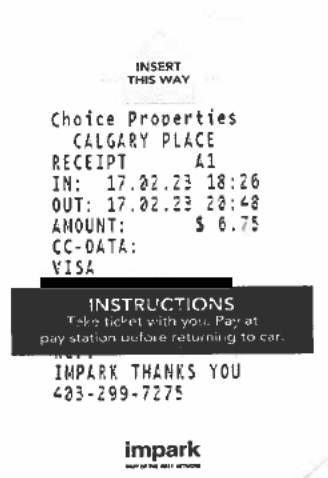 INSERT
THIS WAY
Choice Properties
CALGARY PLACE
RECEIPT A1
IN: 17.02.23 18:26
OUT: 17.02.23 20:48
AMOUNT: $ 6.75
CC-DATA:
VISA
INSTRUCTIONS
Take ticket with you. Pay at
pay station before returning to car.
IMPARK THANKS YOU
403-299-7275
impark